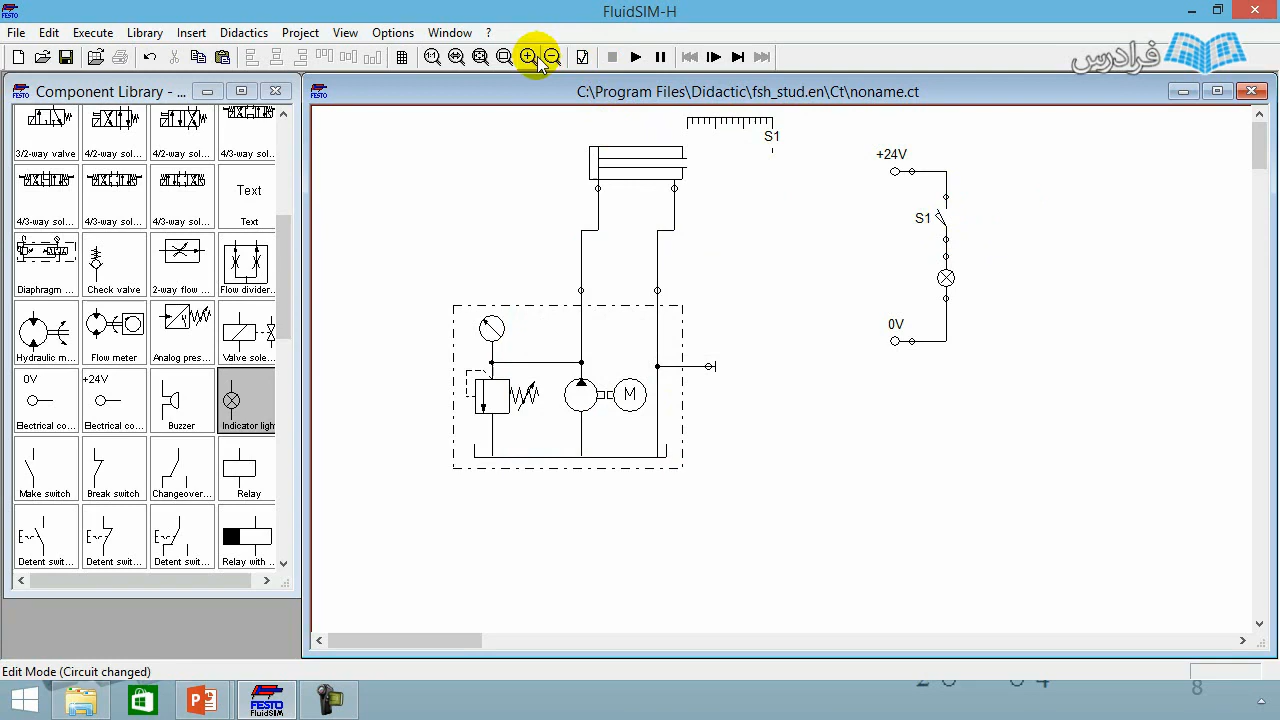 FluidSIM-H
FESTO
File Edit Execute Library Insert Didactics Project View Options Window ?
فرادرس
Component Library - ...
C:\Program Files\Didactic\fsh_stud.en\Ct\noname.ct
3/2-way valve 4/2-way sol... 4/2-way sol... 4/3-way sol...
4/3-way sol... 4/3-way sol... 4/3-way sol... Text
Text
Diaphragm ... Check valve 2-way flow ... Flow divider...
Hydraulic m... Flow meter Analog pres... Valve sole...
0V +24V
Electrical co... Electrical co... Buzzer Indicator light
Make switch Break switch Changeover... Relay
Detent swit... Detent swit... Detent swit... Relay with ...
S1
+24V
S1
0V
M
Edit Mode (Circuit changed)
FESTO
FluidSIM
8